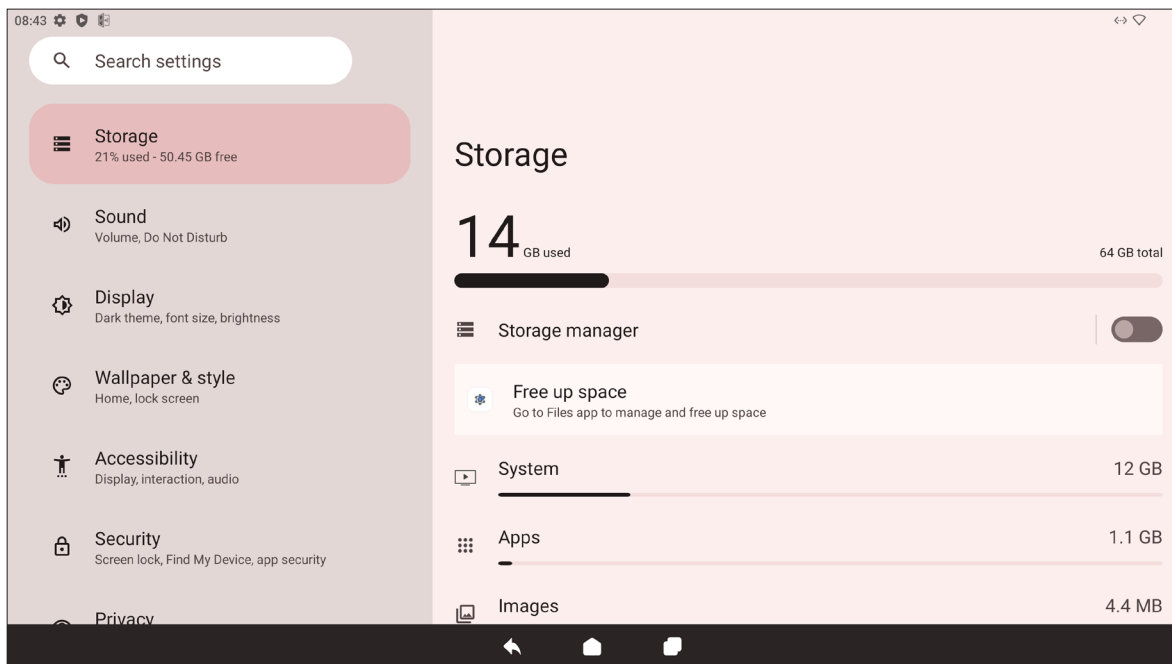 08:43
Search settings
Storage
21% used - 50.45 GB free
Sound
Volume, Do Not Disturb
Display
Dark theme, font size, brightness
Wallpaper & style
Home, lock screen
Accessibility
Display, interaction, audio
Security
Screen lock, Find My Device, app security
Privacy
Storage
14 GB used
64 GB total
Storage manager
Free up space
Go to Files app to manage and free up space
System
12 GB
Apps
1.1 GB
Images
4.4 MB